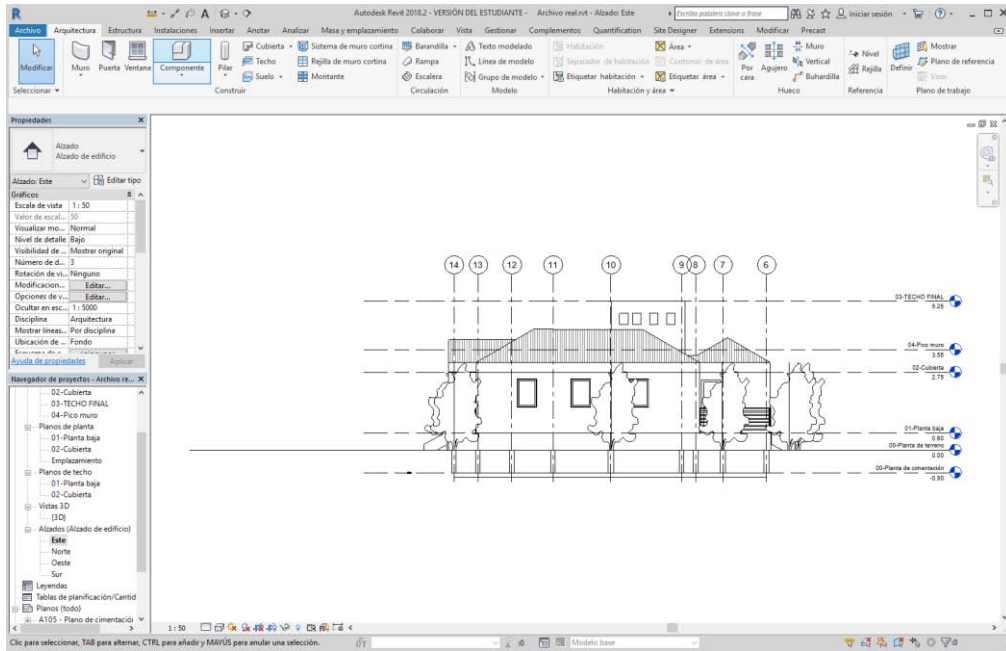 Autodesk Revit 2018.2 - VERSIÓN DEL ESTUDIANTE - Archivo real.rvt - Alzado: Este
Escriba palabra clave o frase
Iniciar sesión
Archivo Arquitectura Estructura Instalaciones Insertar Anotar Analizar Masa y emplazamiento Colaborar Vista Gestionar Complementos Quantification Site Designer Extensions Modificar Precast
Modificar
Muro Puerta Ventana Componente Pilar
Cubierta
Techo
Suelo
Sistema de muro cortina
Rejilla de muro cortina
Montante
Barandilla
Rampa
Escalera
Texto modelado
Línea de modelo
Grupo de modelo
Habitación
Separador de habitación
Etiquetar habitación
Área
Contorno de área
Etiquetar área
Por cara
Agujero
Muro
Vertical
Buhardilla
Nivel
Rejilla
Definir
Mostrar
Plano de referencia
Visor
Seleccionar Construir Circulación Modelo Habitación y área Hueco Referencia Plano de trabajo
Propiedades
Alzado
Alzado de edificio
Alzado: Este Editar tipo
Gráficos
Escala de vista 1 : 50
Valor de escal... 50
Visualizar mo... Normal
Nivel de detalle Bajo
Visibilidad de ... Mostrar original
Número de d... 3
Rotación de vi... Ninguno
Modificacion... Editar...
Opciones de v... Editar...
Ocultar en esc... 1 : 5000
Disciplina Arquitectura
Mostrar líneas... Por disciplina
Ubicación de ... Fondo
Ayuda de propiedades Aplicar
Navegador de proyectos - Archivo re...
02-Cubierta
03-TECHO FINAL
04-Pico muro
Planos de planta
01-Planta baja
02-Cubierta
Emplazamiento
Planos de techo
01-Planta baja
02-Cubierta
Vistas 3D
{3D}
Alzados (Alzado de edificio)
Este
Norte
Oeste
Sur
Leyendas
Tablas de planificación/Cantid
Planos (todo)
A105 - Plano de cimentació
14 13 12 11 10 9 8 7 6
03-TECHO FINAL
04-Pico muro
3.55
02-Cubierta
2.75
01-Planta baja
0.60
00-Planta de terreno
0.00
00-Planta de cimentación
-0.80
1 : 50
Clic para seleccionar, TAB para alternar, CTRL para añadir y MAYÚS para anular una selección.
:0
Modelo base
:0